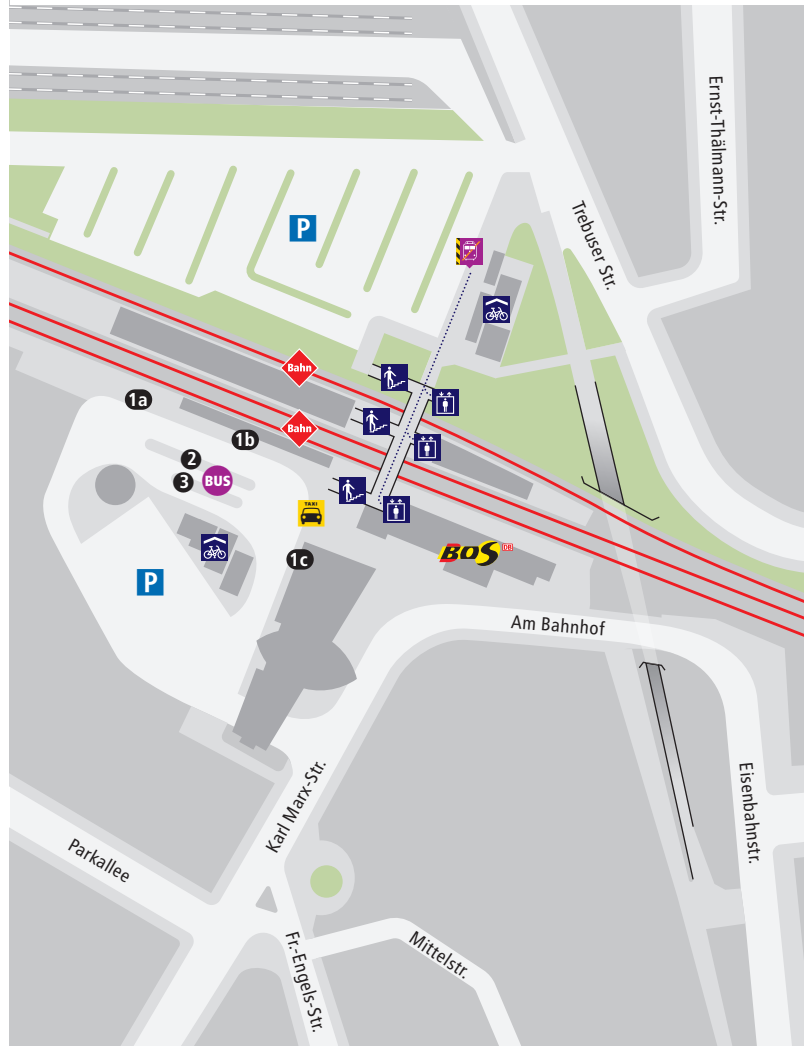 Ernst-Thälmann-Str.
Trebuser Str.
P
Bahn
Bahn
1a
1b
2
3
BUS
TAXI
1c
BOS
DB
P
Am Bahnhof
Karl Marx-Str.
Eisenbahnstr.
Parkallee
Fr.-Engels-Str.
Mittelstr.